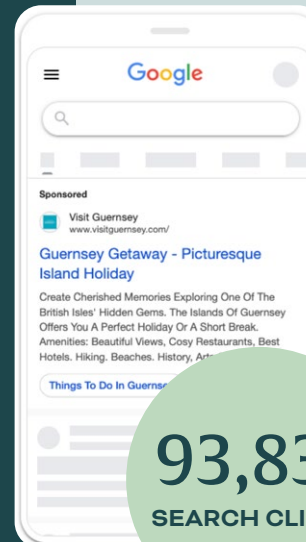 Google
Sponsored
Visit Guernsey
www.visitguernsey.com/
Guernsey Getaway - Picturesque
Island Holiday
Create Cherished Memories Exploring One Of The
British Isles' Hidden Gems. The Islands Of Guernsey
Offers You A Perfect Holiday Or A Short Break.
Amenities: Beautiful Views, Cosy Restaurants, Best
Hotels. Hiking. Beaches. History,
Things To Do In
93,83
SEARCH